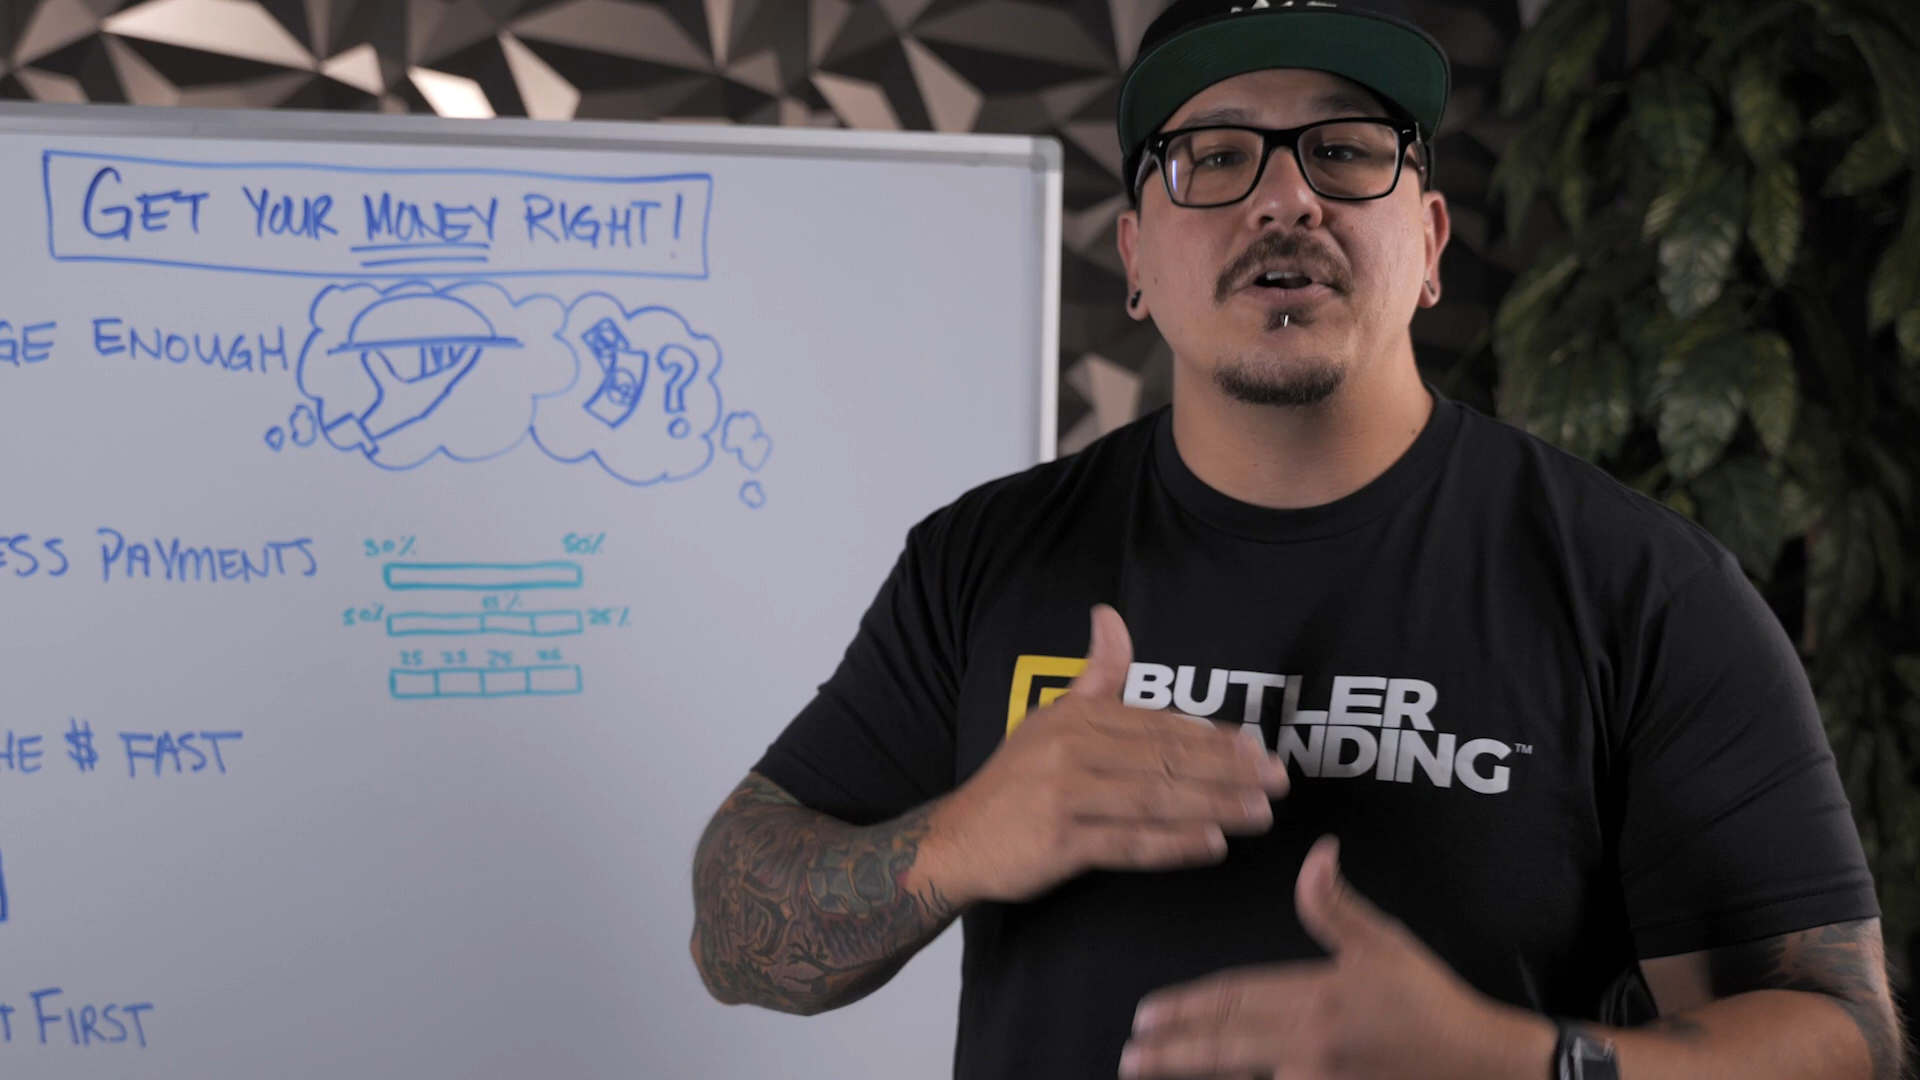 GET YOUR MONEY RIGHT!
GE ENOUGH
?
ESS PAYMENTS
50% 50%
50% 25% 25%
25 25 25 25
HE $ FAST
T FIRST
BUTLER
ANDING™